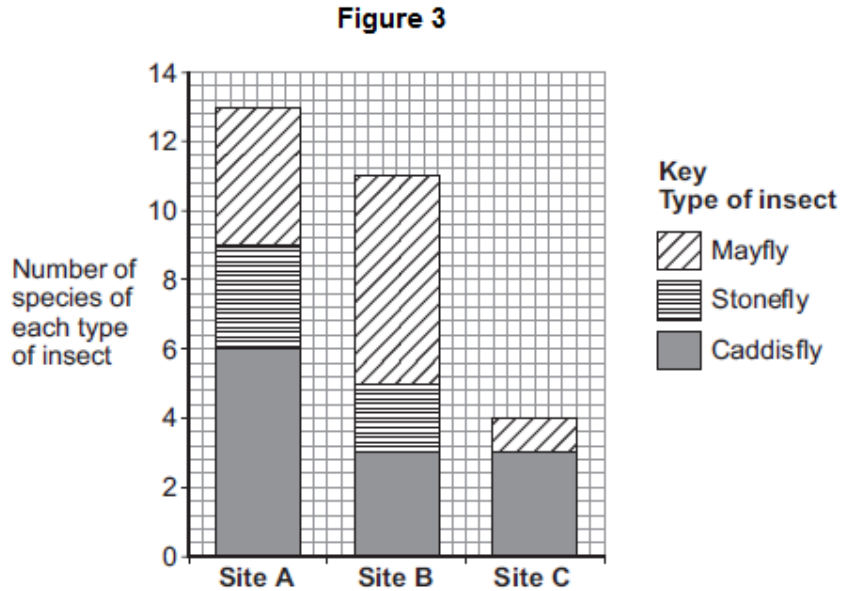 Figure 3
14
12
10
8
6
4
2
0
Number of
species of
each type
of insect
Site A
Site B
Site C
Key
Type of insect
Mayfly
Stonefly
Caddisfly